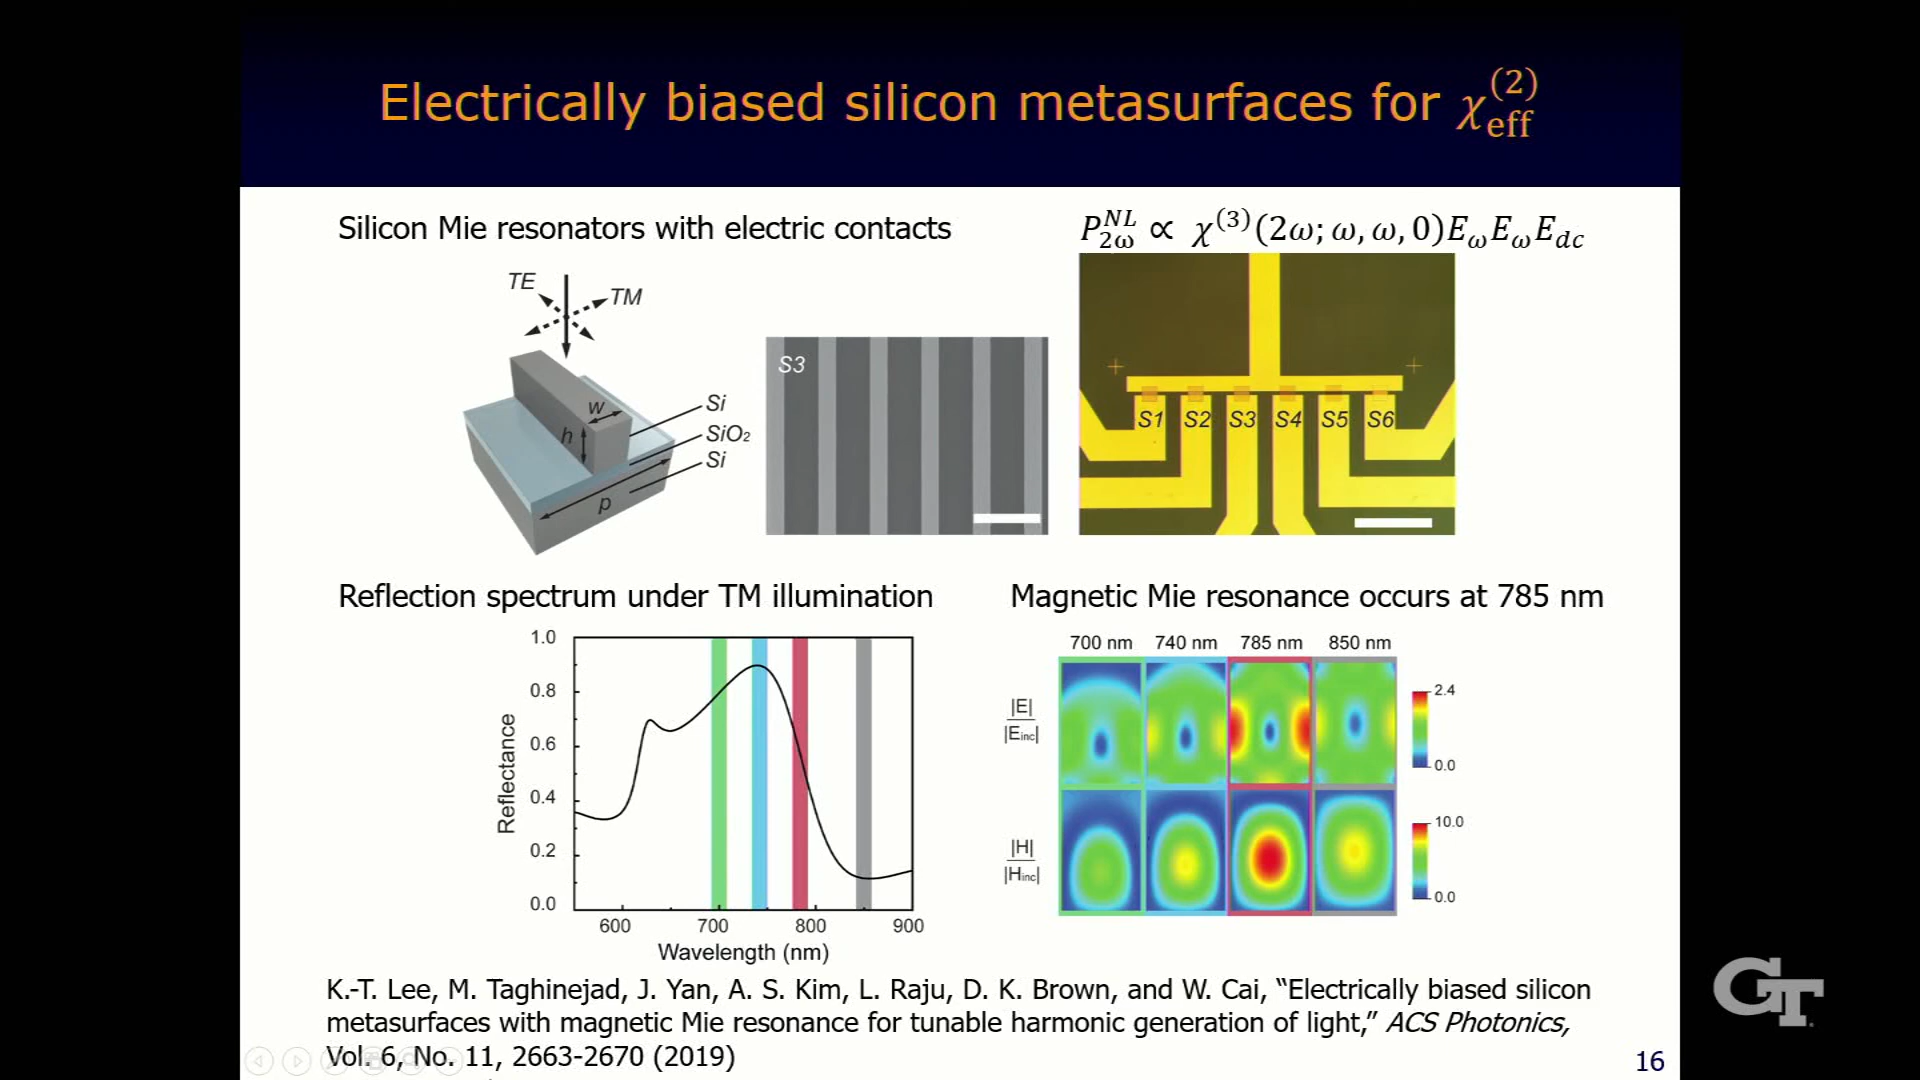 Electrically biased silicon metasurfaces for χ_eff^(2)
Silicon Mie resonators with electric contacts
P_2ω^NL ∝ χ^(3)(2ω; ω, ω, 0)E_ωE_ωE_dc
TE
TM
w
h
p
Si
SiO₂
Si
S3
S1 S2 S3 S4 S5 S6
Reflection spectrum under TM illumination
Magnetic Mie resonance occurs at 785 nm
Reflectance
1.0
0.8
0.6
0.4
0.2
0.0
600 700 800 900
Wavelength (nm)
700 nm 740 nm 785 nm 850 nm
|E|
|Einc|
2.4
0.0
|H|
|Hinc|
10.0
0.0
K.-T. Lee, M. Taghinejad, J. Yan, A. S. Kim, L. Raju, D. K. Brown, and W. Cai, “Electrically biased silicon
metasurfaces with magnetic Mie resonance for tunable harmonic generation of light,” ACS Photonics,
Vol. 6, No. 11, 2663-2670 (2019)
16
GT